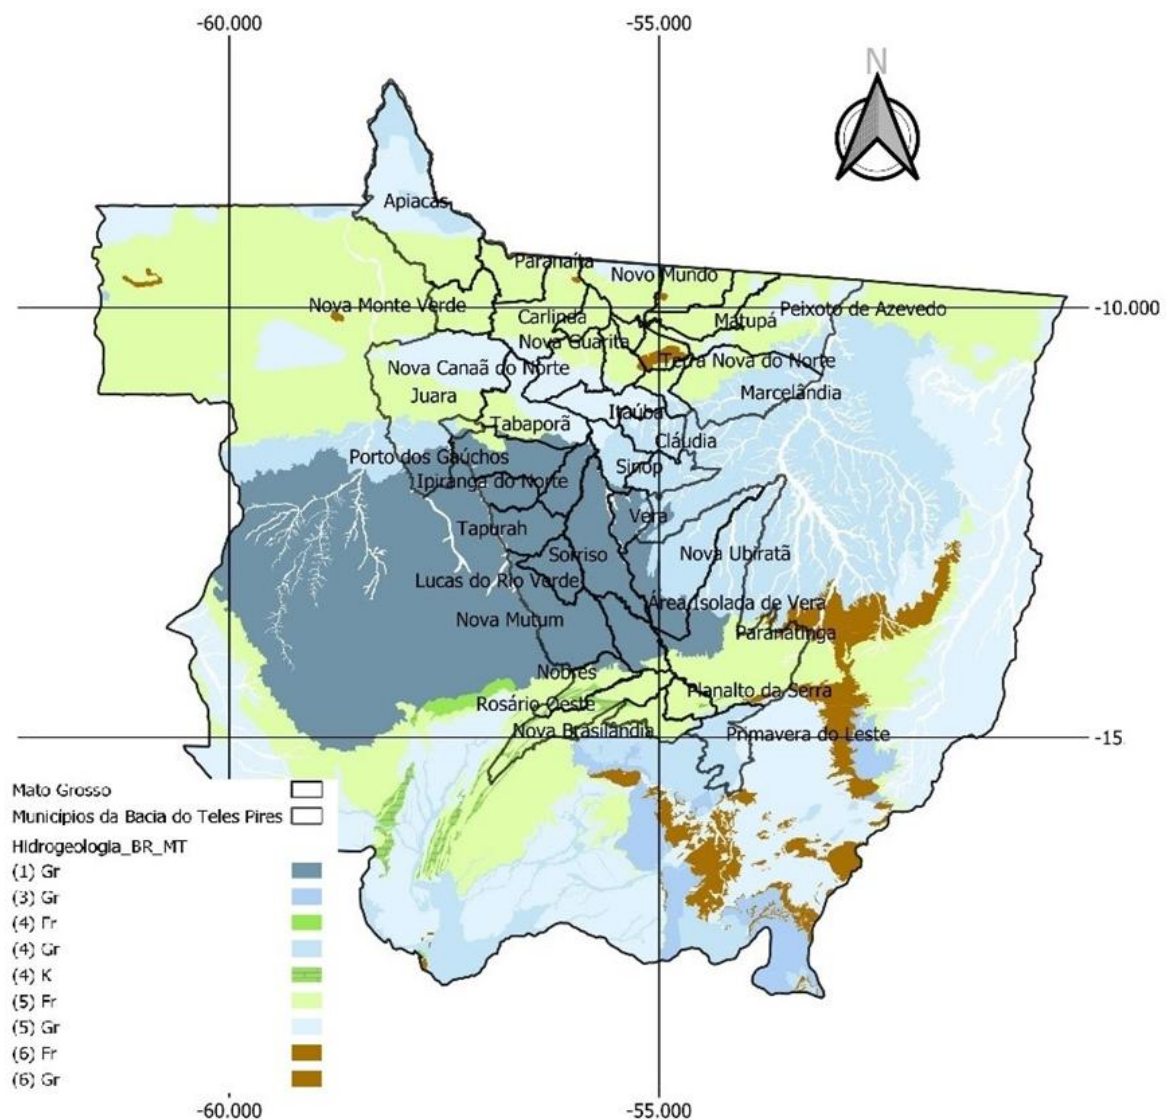 -60.000
-55.000
N
Apiacás
Paranaíta
Novo Mundo
Nova Monte Verde
Peixoto de Azevedo
-10.000
Carlinda
Matupá
Nova Guarita
Terra Nova do Norte
Nova Canaã do Norte
Juara
Marcelândia
Itaúba
Tabaporã
Cláudia
Porto dos Gaúchos
Sinop
Ipiranga do Norte
Vera
Tapurah
Sorriso
Nova Ubiratã
Lucas do Rio Verde
Área Isolada de Vera
Nova Mutum
Paranatinga
Nobres
Planalto da Serra
Rosário Oeste
Nova Brasilândia
Primavera do Leste
-15.
Mato Grosso
Municípios da Bacia do Teles Pires
Hidrogeologia_BR_MT
(1) Gr
(3) Gr
(4) Fr
(4) Gr
(4) K
(5) Fr
(5) Gr
(6) Fr
(6) Gr
-60.000
-55.000